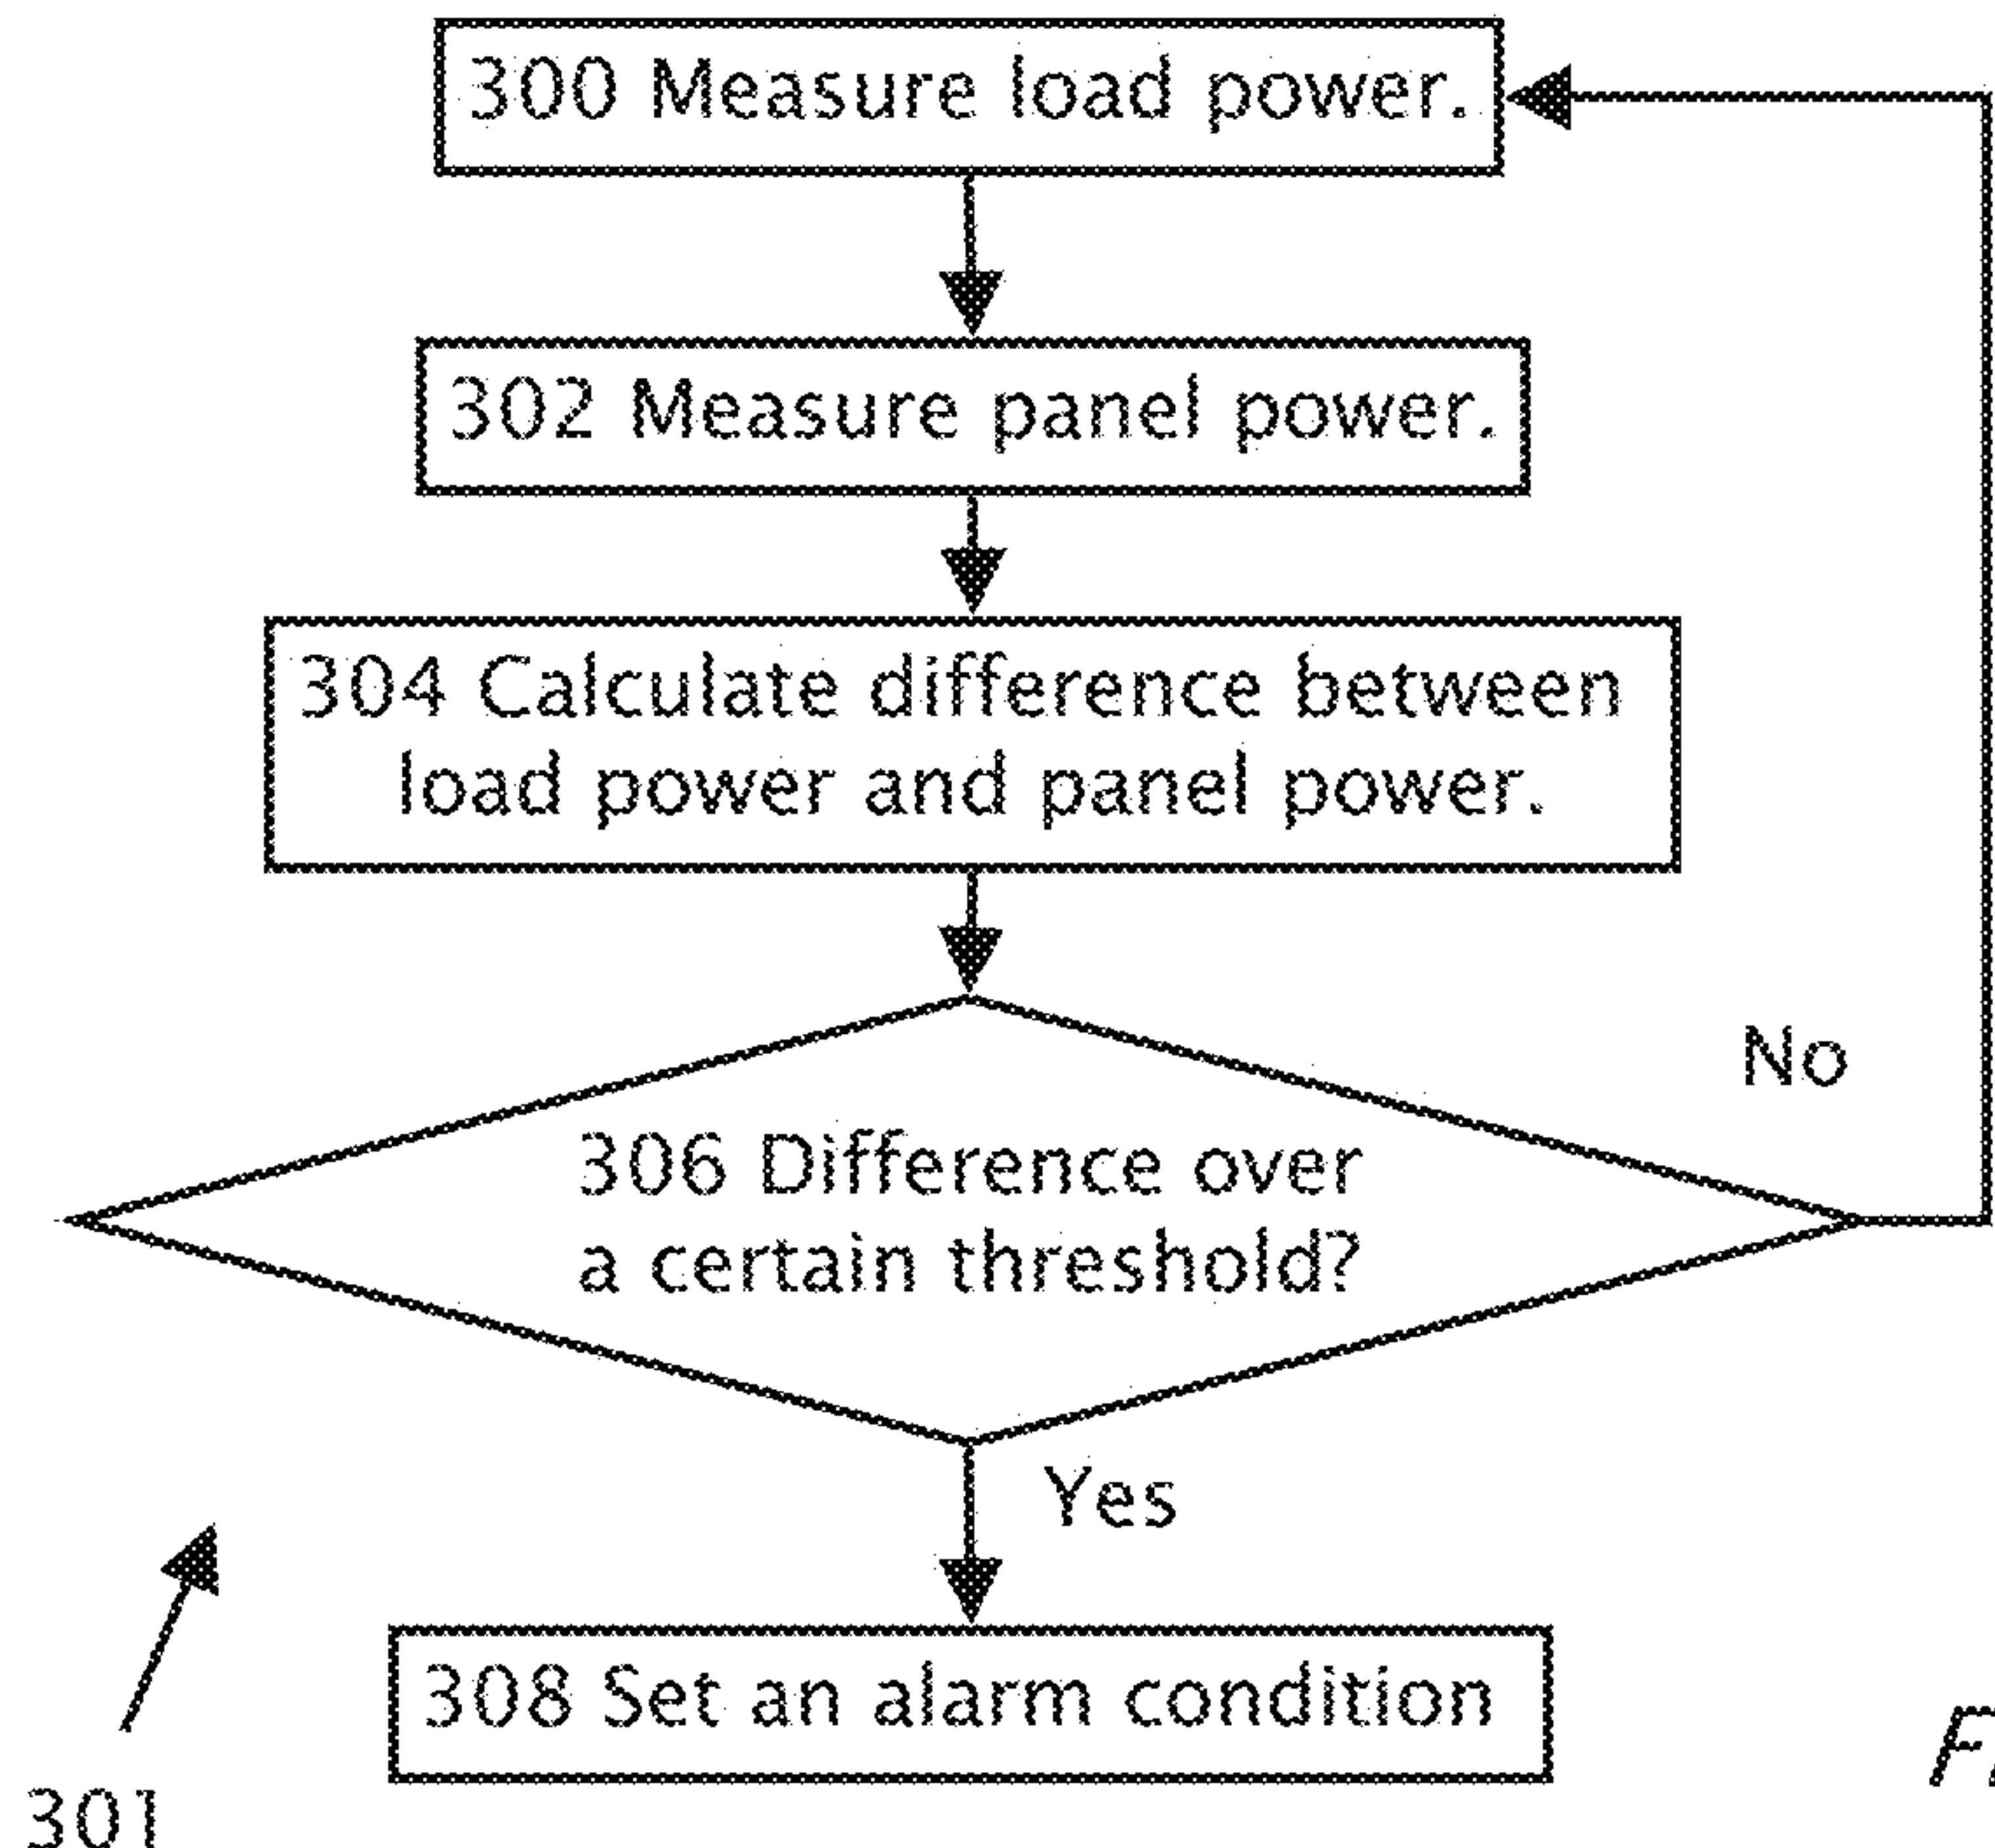 300 Measure load power.
302 Measure panel power.
304 Calculate difference between
load power and panel power.
No
306 Difference over
a certain threshold?
Yes
308 Set an alarm condition
301